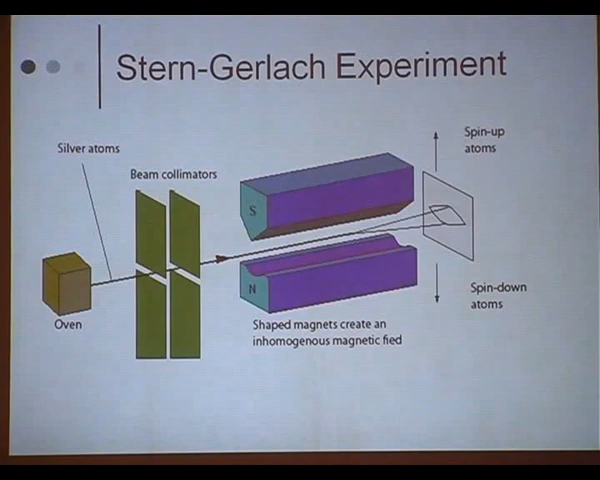 Stern-Gerlach Experiment
Silver atoms
Beam collimators
Spin-up
atoms
S
N
Oven
Shaped magnets create an
inhomogenous magnetic fied
Spin-down
atoms